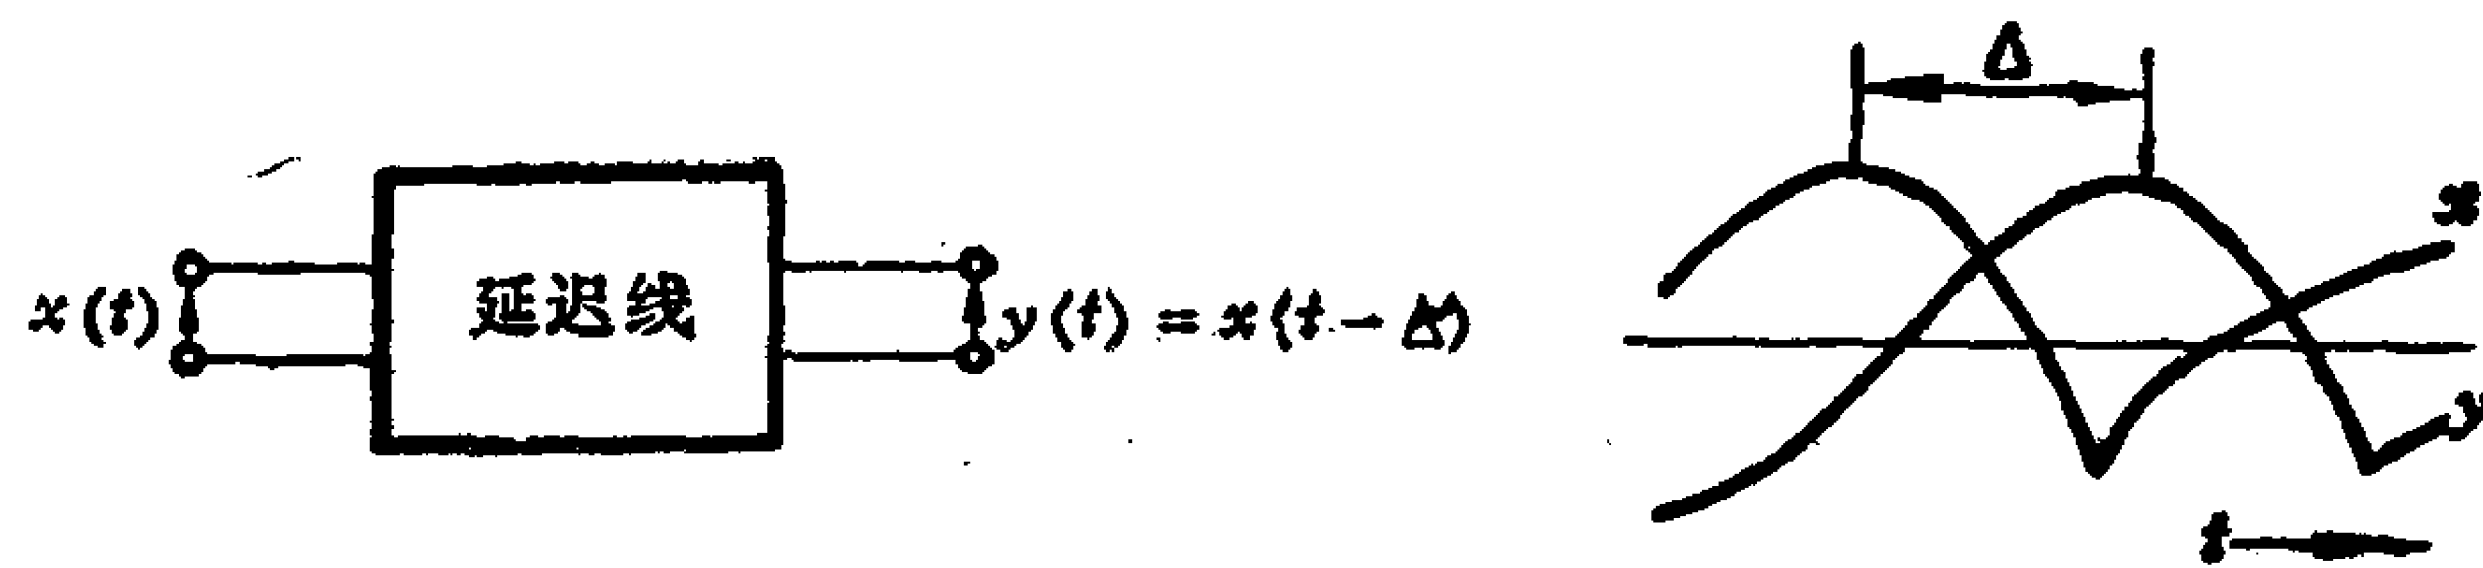 Δ
x
x(t)
延迟线
y(t) = x(t - Δ)
y
t